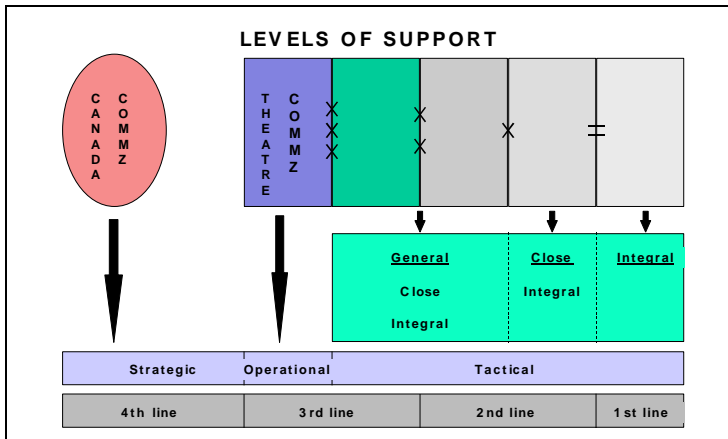 LEVELS OF SUPPORT
CANADA
COMMZ
THEATRE
COMMZ
General
Close
Integral
Close
Integral
Integral
Strategic
Operational
Tactical
4th line
3rd line
2nd line
1st line